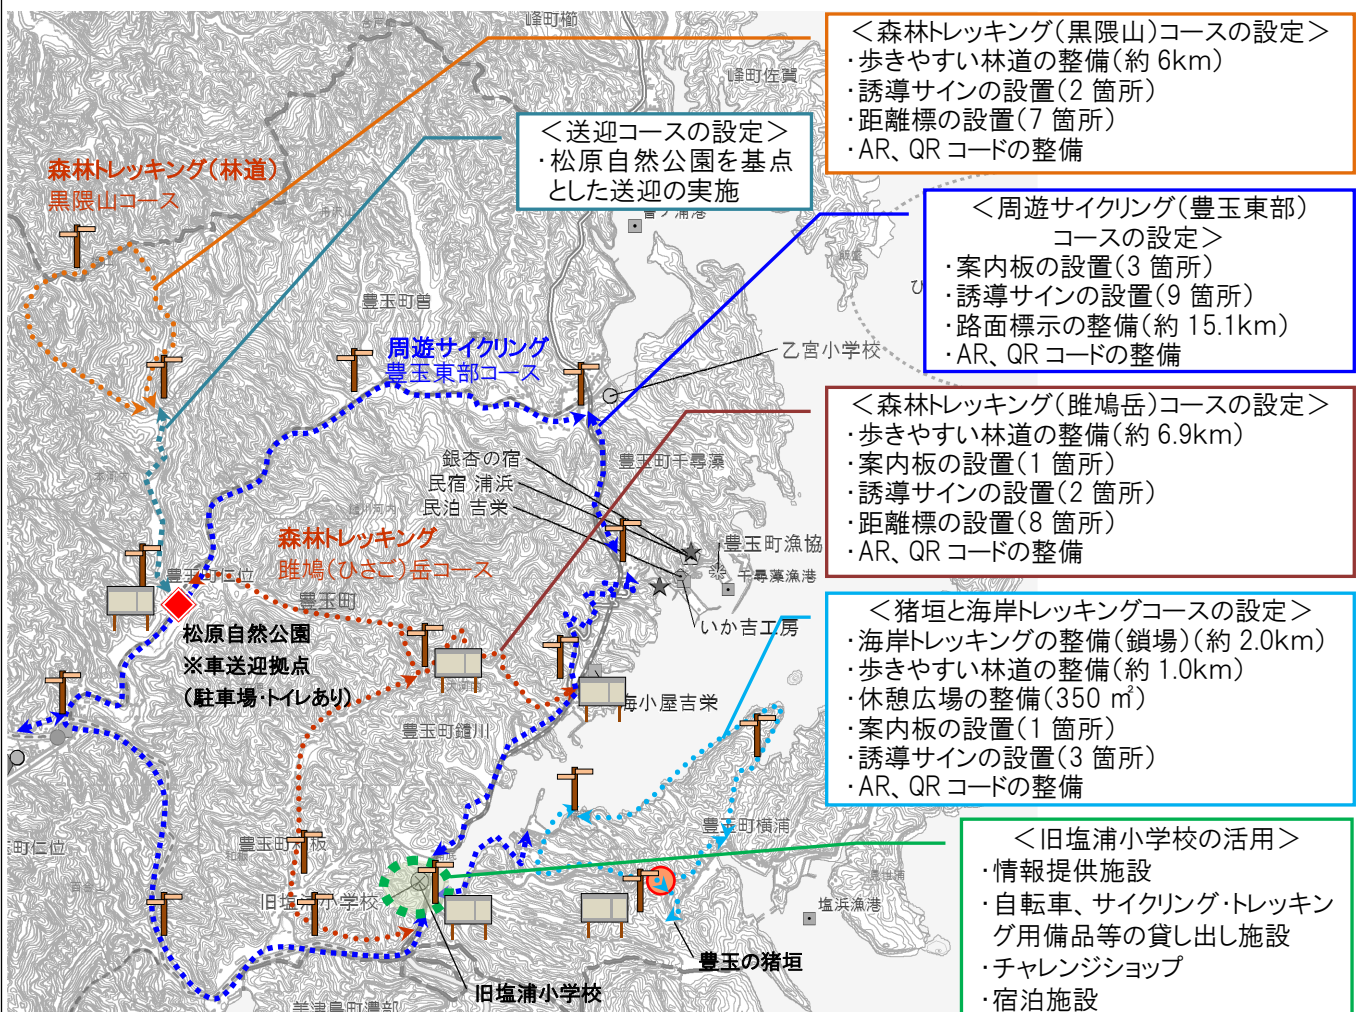 ＜森林トレッキング（黒隈山）コースの設定＞
・歩きやすい林道の整備（約 6km）
・誘導サインの設置（2 箇所）
・距離標の設置（7 箇所）
・AR、QR コードの整備
＜送迎コースの設定＞
・松原自然公園を基点
とした送迎の実施
＜周遊サイクリング（豊玉東部）
コースの設定＞
・案内板の設置（3 箇所）
・誘導サインの設置（9 箇所）
・路面標示の整備（約 15.1km）
・AR、QR コードの整備
＜森林トレッキング（雎鳩岳）コースの設定＞
・歩きやすい林道の整備（約 6.9km）
・案内板の設置（1 箇所）
・誘導サインの設置（2 箇所）
・距離標の設置（8 箇所）
・AR、QR コードの整備
＜猪垣と海岸トレッキングコースの設定＞
・海岸トレッキングの整備（鎖場）（約 2.0km）
・歩きやすい林道の整備（約 1.0km）
・休憩広場の整備（350 ㎡）
・案内板の設置（1 箇所）
・誘導サインの設置（3 箇所）
・AR、QR コードの整備
＜旧塩浦小学校の活用＞
・情報提供施設
・自転車、サイクリング・トレッキン
グ用備品等の貸し出し施設
・チャレンジショップ
・宿泊施設
峰町櫛
峰町佐賀
森林トレッキング（林道）
黒隈山コース
豊玉町曽
周遊サイクリング
豊玉東部コース
乙宮小学校
銀杏の宿
民宿 浦浜
民泊 吉栄
豊玉町千尋藻
豊玉町漁協
千尋藻漁港
いか吉工房
森林トレッキング
雎鳩（ひさご）岳コース
豊玉町仁位
豊玉町
松原自然公園
※車送迎拠点
（駐車場・トイレあり）
海小屋吉栄
豊玉町鑓川
豊玉町横浦
塩浜漁港
豊玉の猪垣
旧塩浦小学校
旧塩浦小学校
美津島町濃部